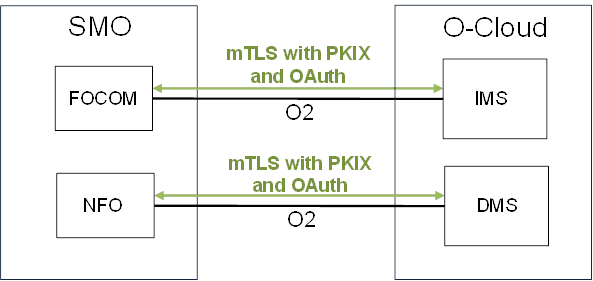 SMO
O-Cloud
mTLS with PKIX
and OAuth
FOCOM
IMS
O2
mTLS with PKIX
and OAuth
NFO
DMS
O2